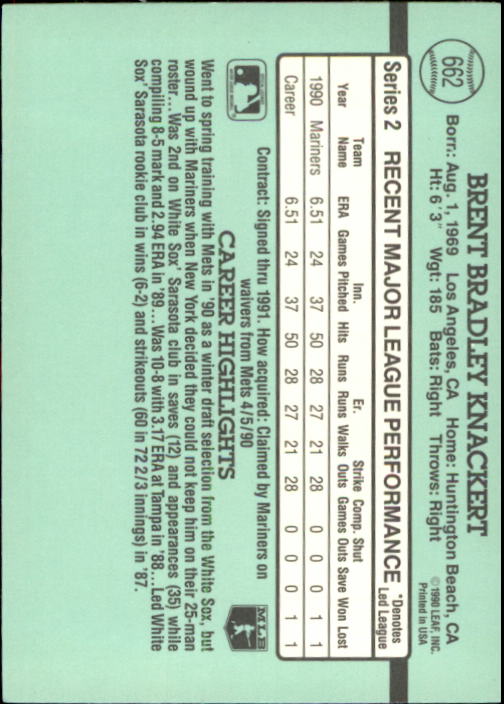 662
BRENT BRADLEY KNACKERT
Born: Aug. 1, 1969 Los Angeles, CA Home: Huntington Beach, CA
Ht: 6'3" Wgt: 185 Bats: Right Throws: Right
©1990 LEAF, INC.
Printed in USA
Series 2 RECENT MAJOR LEAGUE PERFORMANCE *Denotes Led League
Team Inn. Er. Strike Comp. Shut
Year Name ERA Games Pitched Hits Runs Runs Walks Outs Games Outs Save Won Lost
1990 Mariners 6.51 24 37 50 28 27 21 28 0 0 0 1 1
Career 6.51 24 37 50 28 27 21 28 0 0 0 1 1
Contract: Signed thru 1991. How acquired: Claimed by Mariners on
waivers from Mets 4/5/90
CAREER HIGHLIGHTS
MLB
Went to spring training with Mets in '90 as a winter draft selection from the White Sox, but
wound up with Mariners when New York decided they could not keep him on their 25-man
roster...Was 2nd on White Sox' Sarasota club in saves (12) and appearances (35) while
compiling 8-5 mark and 2.94 ERA in '89...Was 10-8 with 3.17 ERA at Tampa in '88...Led White
Sox' Sarasota rookie club in wins (6-2) and strikeouts (60 in 72 2/3 innings) in '87.